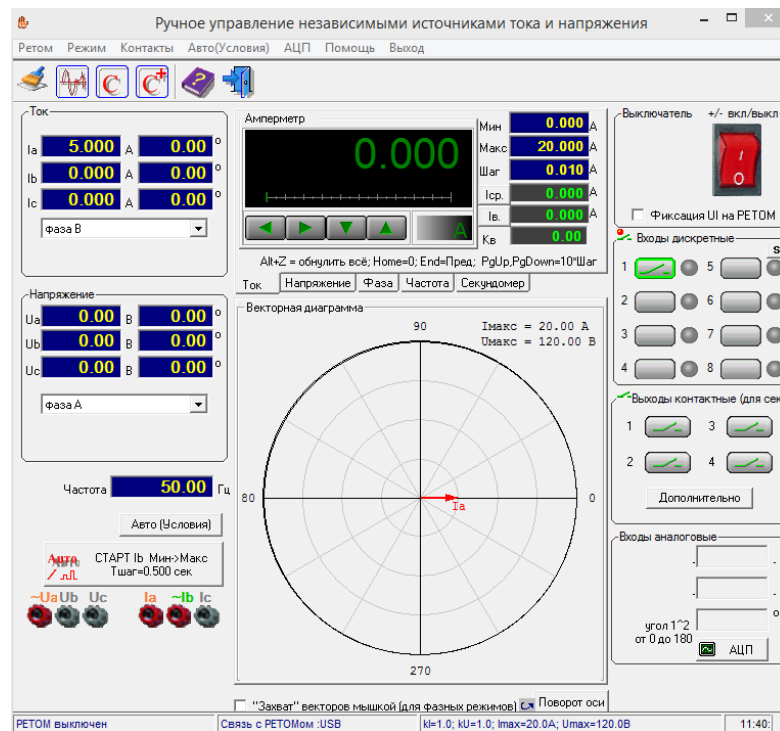 Ручное управление независимыми источниками тока и напряжения
Ретом Режим Контакты Авто(Условия) АЦП Помощь Выход
Ток
Ia 5.000 A 0.00 °
Ib 0.000 A 0.00 °
Ic 0.000 A 0.00 °
фаза B
Напряжение
Ua 0.00 В 0.00 °
Ub 0.00 В 0.00 °
Uc 0.00 В 0.00 °
фаза А
Частота 50.00 Гц
Авто (Условия)
Авто СТАРТ Ib Мин->Макс
Tшаг=0.500 сек
~Ua Ub Uc Ia ~Ib Ic
Амперметр
0.000
A
Мин 0.000 A
Макс 20.000 A
Шаг 0.010 A
Iср. 0.000 A
Iв. 0.000 A
Кв 0.00
Alt+Z = обнулить всё; Home=0; End=Пред; PgUp,PgDown=10*Шаг
Ток Напряжение Фаза Частота Секундомер
Векторная диаграмма
90 Iмакс = 20.00 A
Uмакс = 120.00 В
80 Ia 0
270
"Захват" векторов мышкой (для фазных режимов) Поворот оси
Выключатель +/- вкл/выкл
I
O
Фиксация UI на РЕТОМ
Входы дискретные
S
1 5
2 6
3 7
4 8
Выходы контактные (для сек
1 3
2 4
Дополнительно
Входы аналоговые
угол 1^2
от 0 до 180
АЦП
РЕТОМ выключен Связь с РЕТОМом :USB kI=1.0; kU=1.0; Imax=20.0A; Umax=120.0В 11:40: